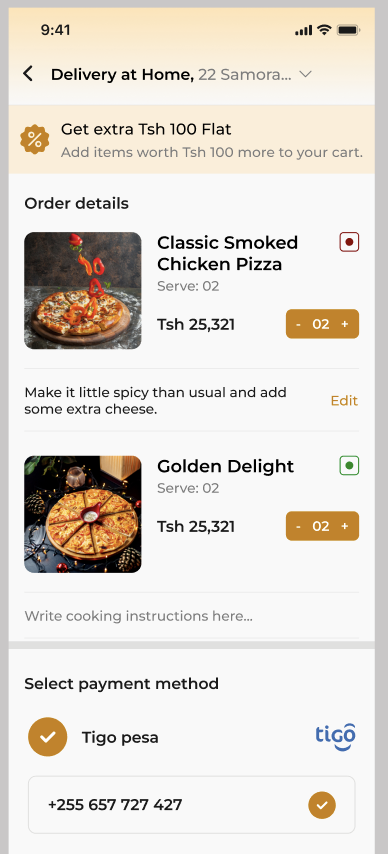 9:41
Delivery at Home, 22 Samora...
Get extra Tsh 100 Flat
Add items worth Tsh 100 more to your cart.
Order details
Classic Smoked
Chicken Pizza
Serve: 02
Tsh 25,321
- 02 +
Make it little spicy than usual and add
some extra cheese.
Edit
Golden Delight
Serve: 02
Tsh 25,321
- 02 +
Write cooking instructions here...
Select payment method
Tigo pesa
tigo
+255 657 727 427